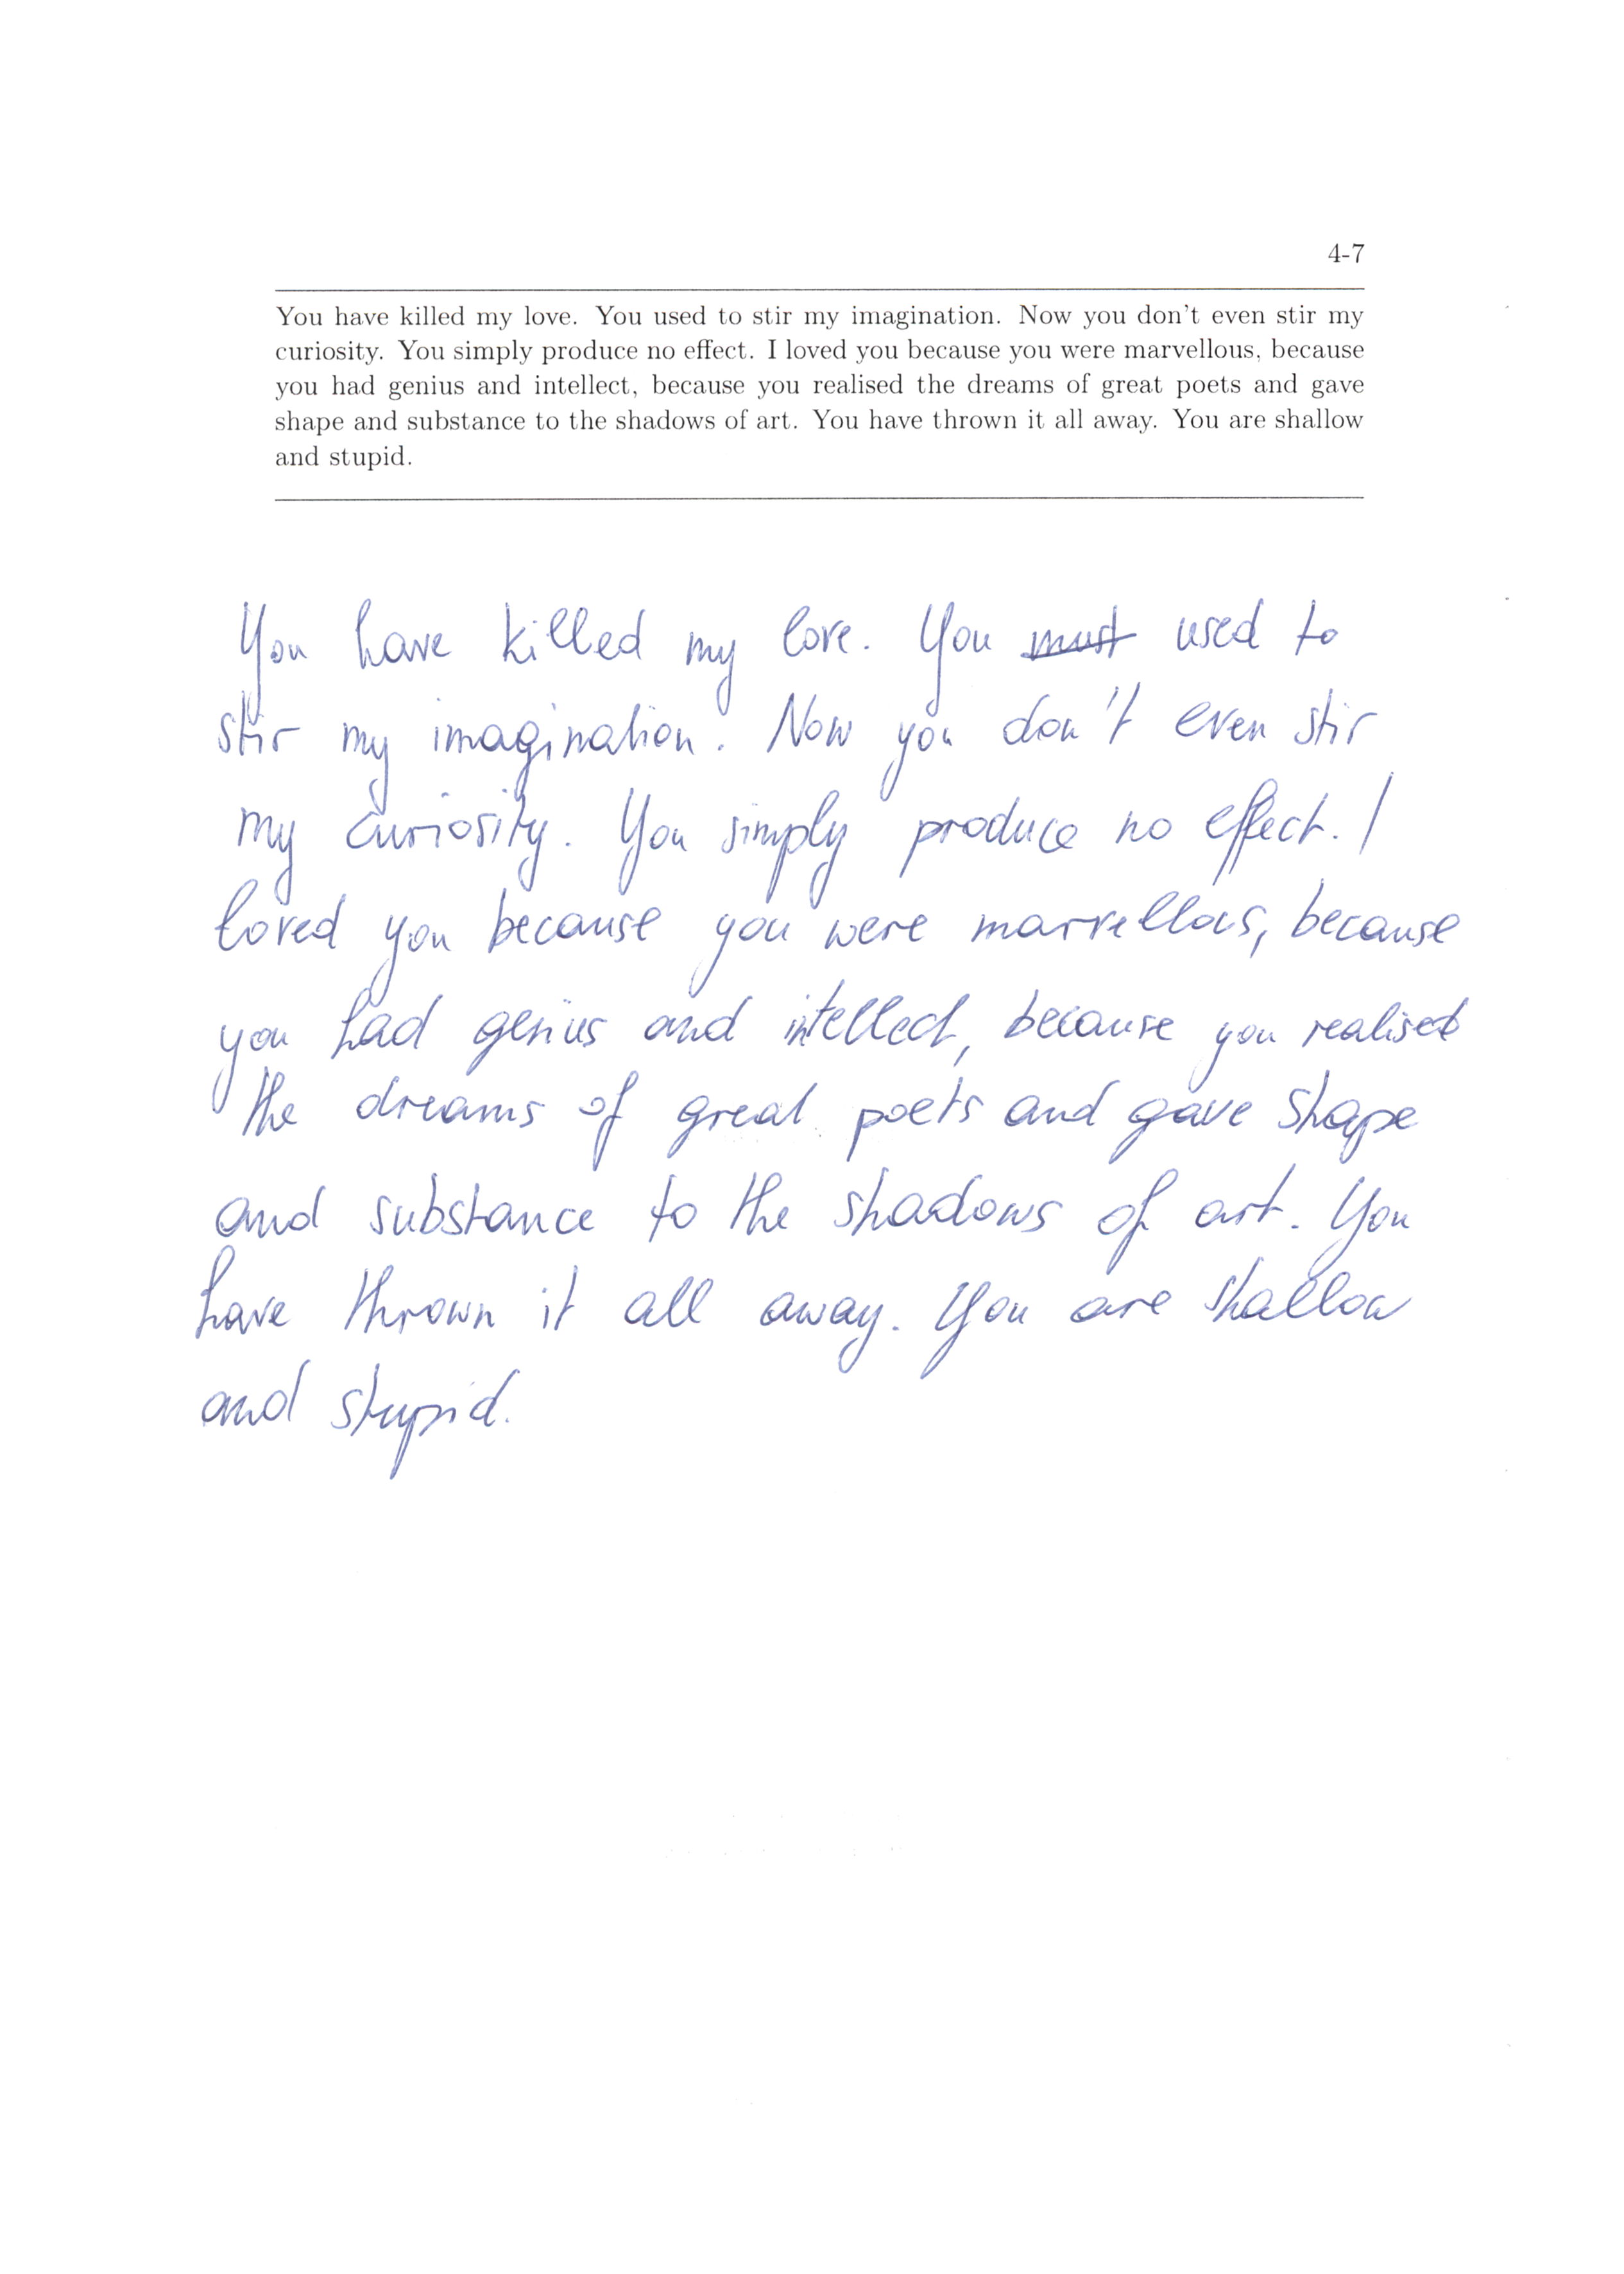 4-7
You have killed my love. You used to stir my imagination. Now you don't even stir my
curiosity. You simply produce no effect. I loved you because you were marvellous, because
you had genius and intellect, because you realised the dreams of great poets and gave
shape and substance to the shadows of art. You have thrown it all away. You are shallow
and stupid.
You have killed my love. You must used to
stir my imagination. Now you don't even stir
my curiosity. You simply produce no effect. I
loved you because you were marvellous, because
you had genius and intellect, because you realised
the dreams of great poets and gave shape
and substance to the shadows of art. You
have thrown it all away. You are shallow
and stupid.